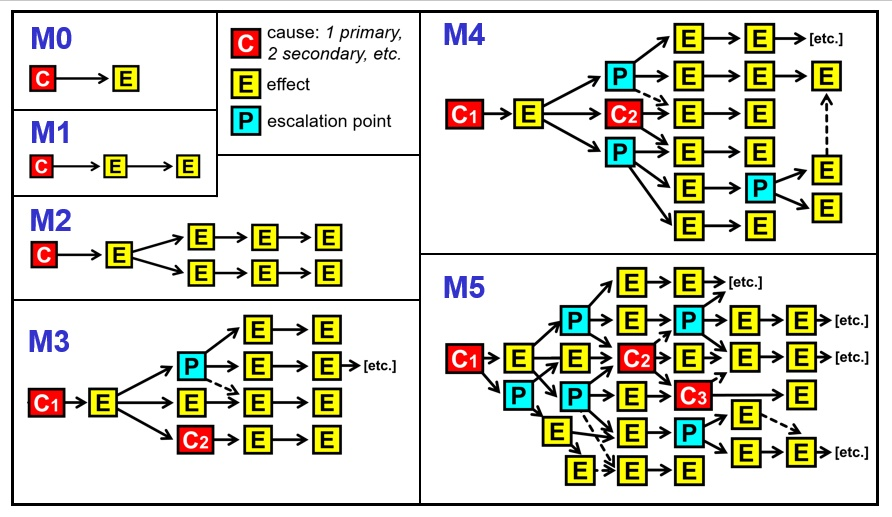 M0
C E
M1
C E E
C cause: 1 primary,
2 secondary, etc.
E effect
P escalation point
M2
E E E
C E
E E E
M3
E E
P E E [etc.]
C1 E E E E
C2 E E
M4
E E [etc.]
P E E E
C1 E C2 E E
P E E
E P E
E
E E
M5
E E [etc.]
P E P E E [etc.]
C1 E E C2 E E E [etc.]
P P E C3 E
E E P E
E E [etc.]
E E E